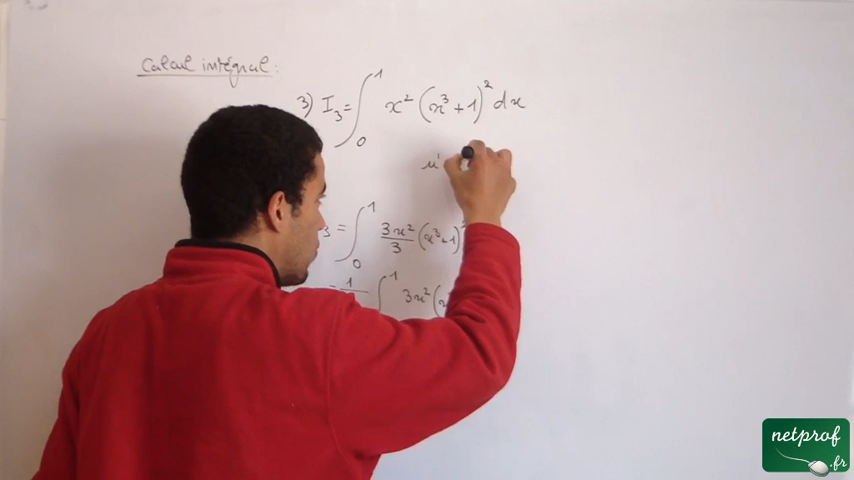 Calcul intégral :
3) I₃ = ∫₀¹ x² (x³ + 1)² dx
u'
₃ = ∫₀¹ 3x²/3 (x³ + 1)²
= 1 ∫ ¹ 3x² (x
netprof
.fr